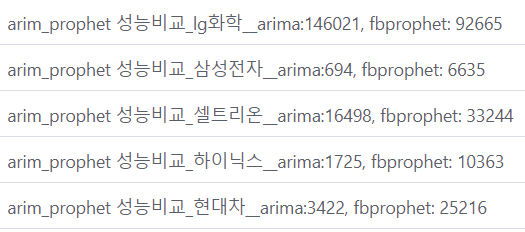 arim_prophet 성능비교_lg화학__arima:146021, fbprophet: 92665
arim_prophet 성능비교_삼성전자__arima:694, fbprophet: 6635
arim_prophet 성능비교_셀트리온__arima:16498, fbprophet: 33244
arim_prophet 성능비교_하이닉스__arima:1725, fbprophet: 10363
arim_prophet 성능비교_현대차__arima:3422, fbprophet: 25216